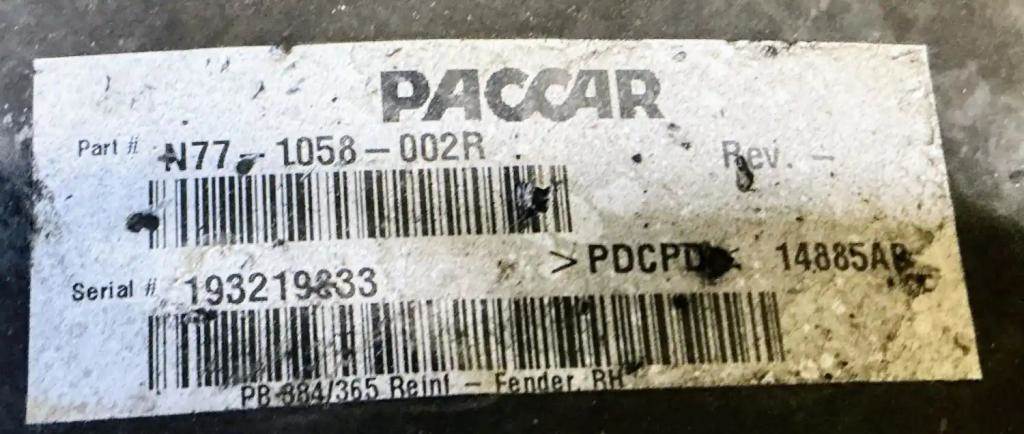 PACCAR
Part # N77-1058-002R Rev. -
>PDCPD< 14885AB
Serial # 193219833
PB 384/365 Reinf - Fender, RH